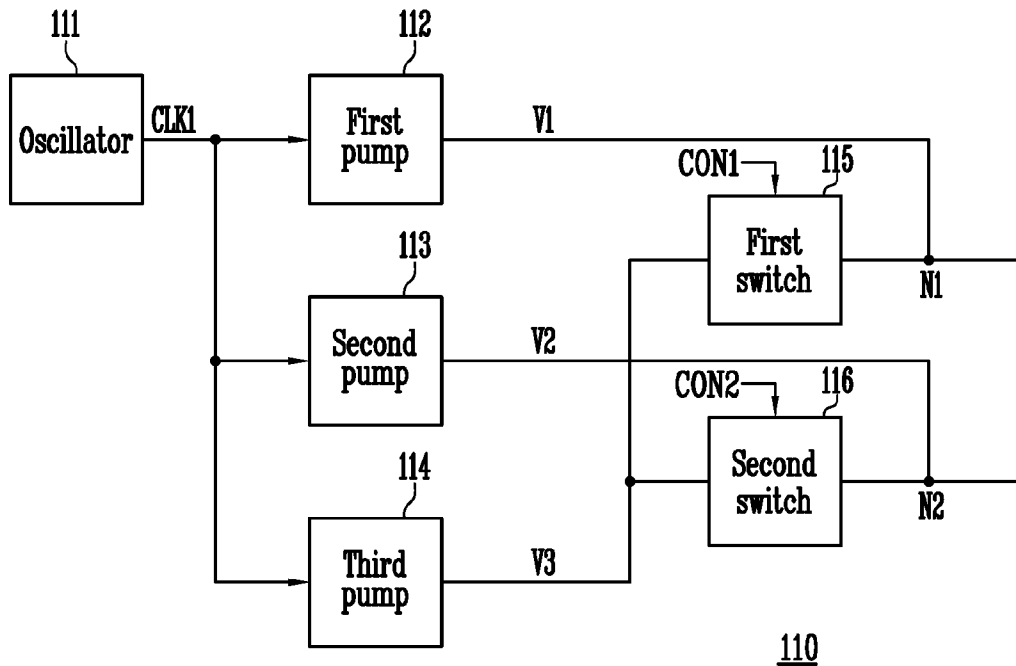 111
Oscillator
CLK1
112
First
pump
V1
CON1
115
First
switch
N1
113
Second
pump
V2
CON2
116
Second
switch
N2
114
Third
pump
V3
110